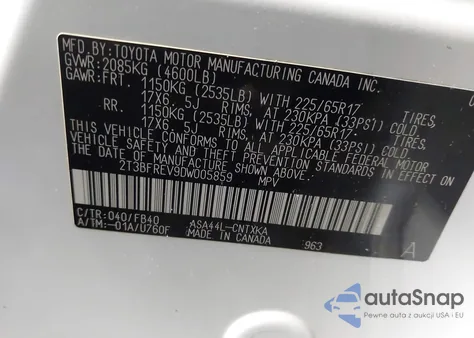 MFD. BY: TOYOTA MOTOR MANUFACTURING CANADA INC.
GVWR: 2085KG (4600LB)
GAWR: FRT. 1150KG (2535LB) WITH 225/65R17 TIRES,
17X6.5J RIMS, AT 230KPA (33PSI) COLD
RR. 1150KG (2535LB) WITH 225/65R17 TIRES,
17X6.5J RIMS, AT 230KPA (33PSI) COLD
THIS VEHICLE CONFORMS TO ALL APPLICABLE FEDERAL MOTOR
VEHICLE SAFETY, BUMPER, AND THEFT PREVENTION STANDARDS
IN EFFECT ON THE DATE OF MANUFACTURE SHOWN ABOVE.
2T3BFREV9DW005859 MPV
C/TR: 040/FB40 ASA44L-CNTXKA
A/TM: -01A/U760F MADE IN CANADA 963 A
autoSnap
Pewne auta z aukcji USA i EU